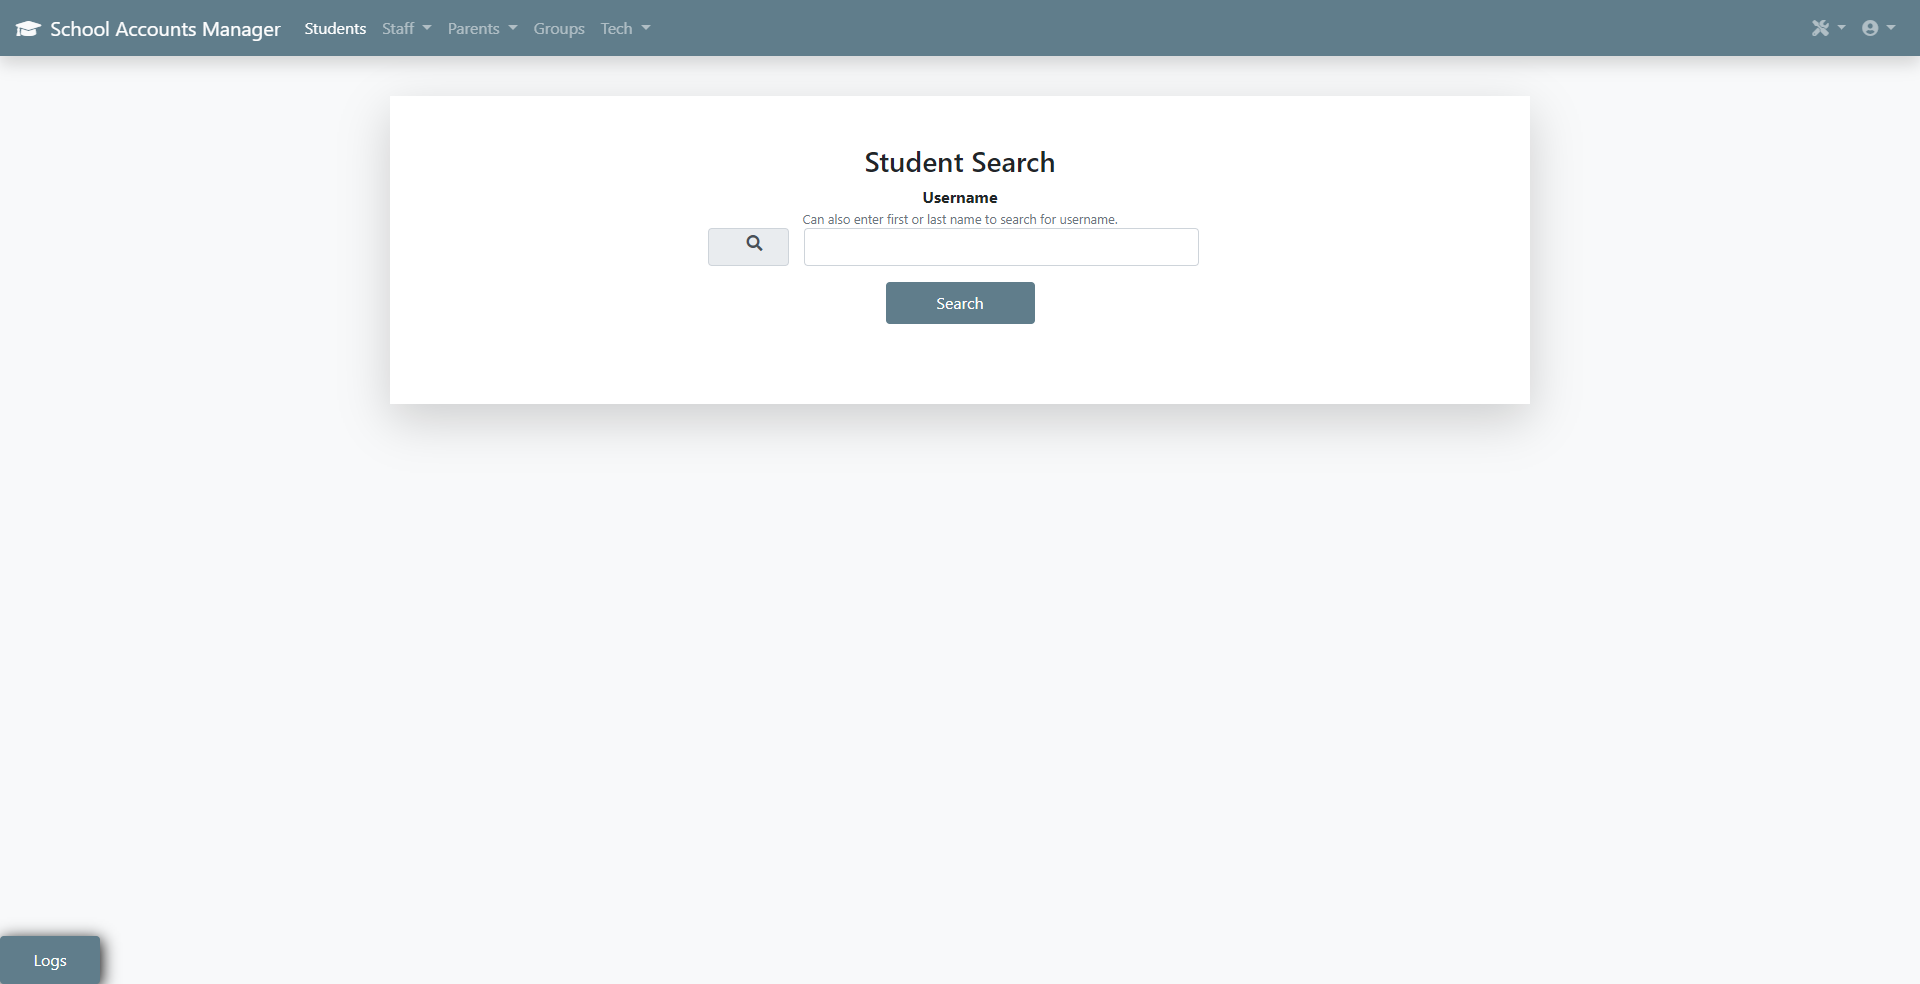 School Accounts Manager Students Staff Parents Groups Tech
Student Search
Username
Can also enter first or last name to search for username.
Search
Logs